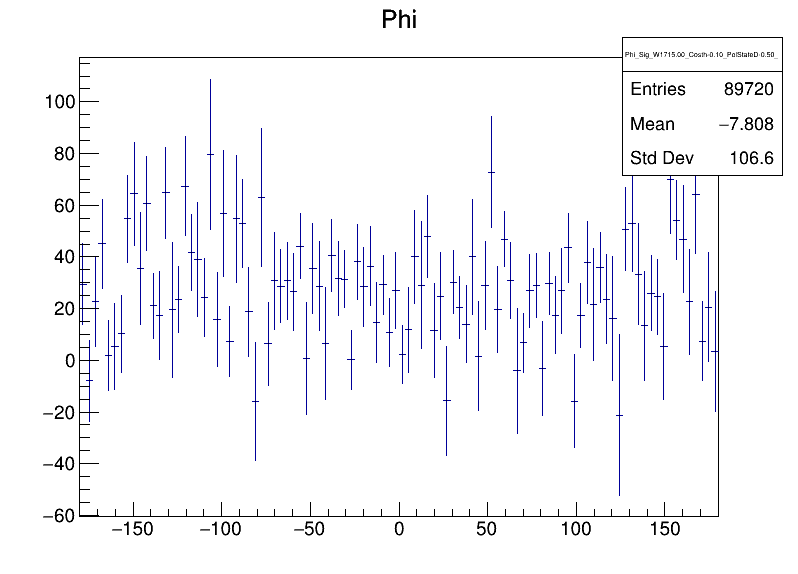 Phi
Phi_Sig_W1715.00_Costh-0.10_PolStateD-0.50_
Entries 89720
Mean −7.808
Std Dev 106.6
100
80
60
40
20
0
−20
−40
−60
−150 −100 −50 0 50 100 150